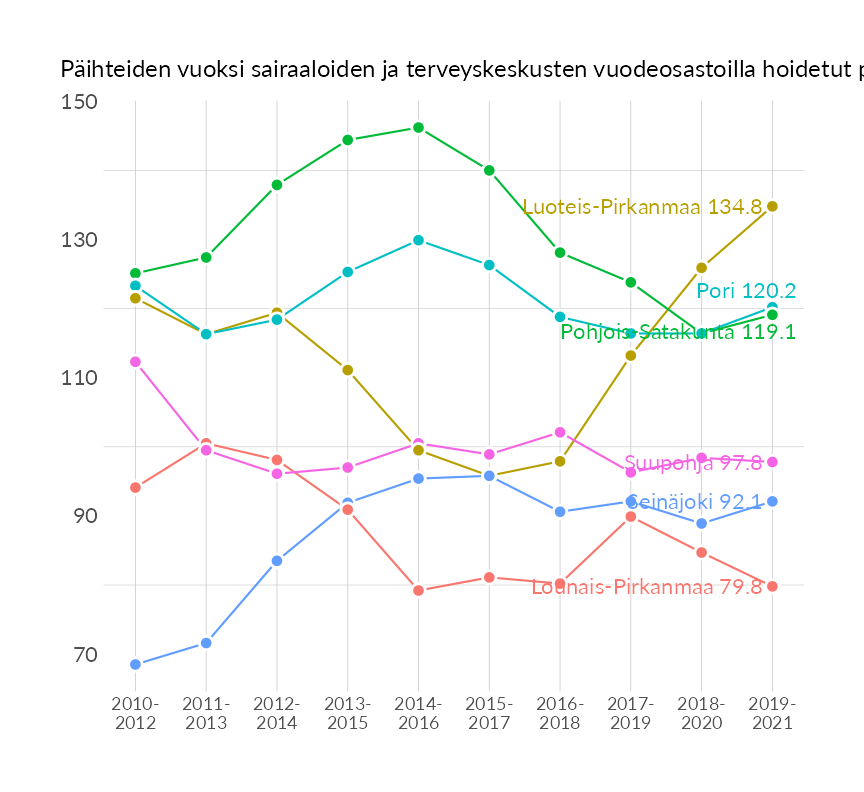 Päihteiden vuoksi sairaaloiden ja terveyskeskusten vuodeosastoilla hoidetut
150
130
110
90
70
Luoteis-Pirkanmaa 134.8
Pori 120.2
Pohjois-Satakunta 119.1
Suupohja 97.8
Seinäjoki 92.1
Lounais-Pirkanmaa 79.8
2010- 2011- 2012- 2013- 2014- 2015- 2016- 2017- 2018- 2019-
2012 2013 2014 2015 2016 2017 2018 2019 2020 2021